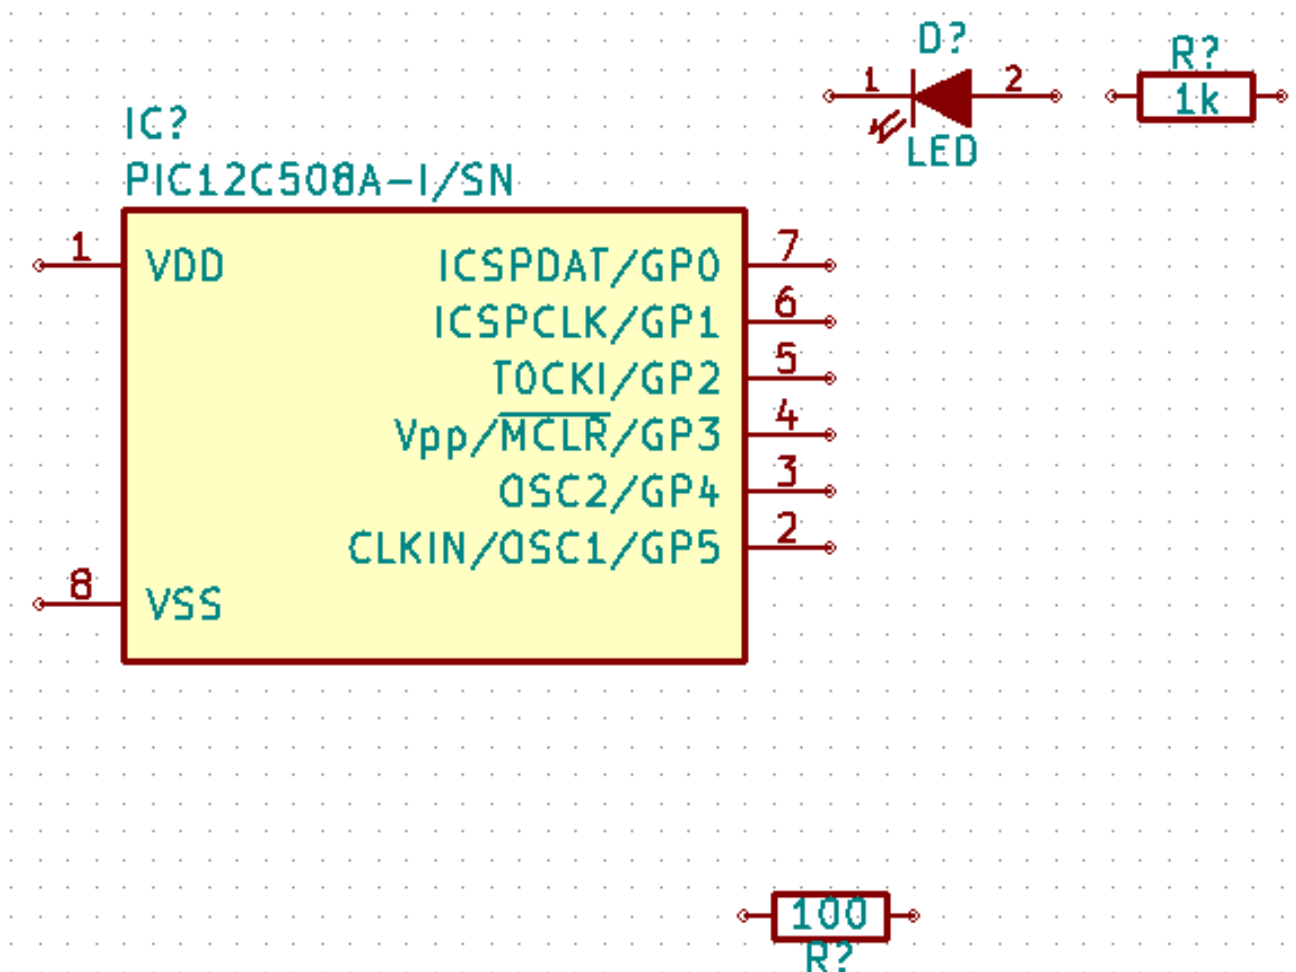 D?
1 2
LED
R?
1k
IC?
PIC12C508A-I/SN
1 VDD ICSPDAT/GP0 7
ICSPCLK/GP1 6
T0CKI/GP2 5
Vpp/MCLR/GP3 4
OSC2/GP4 3
CLKIN/OSC1/GP5 2
8 VSS
100
R?